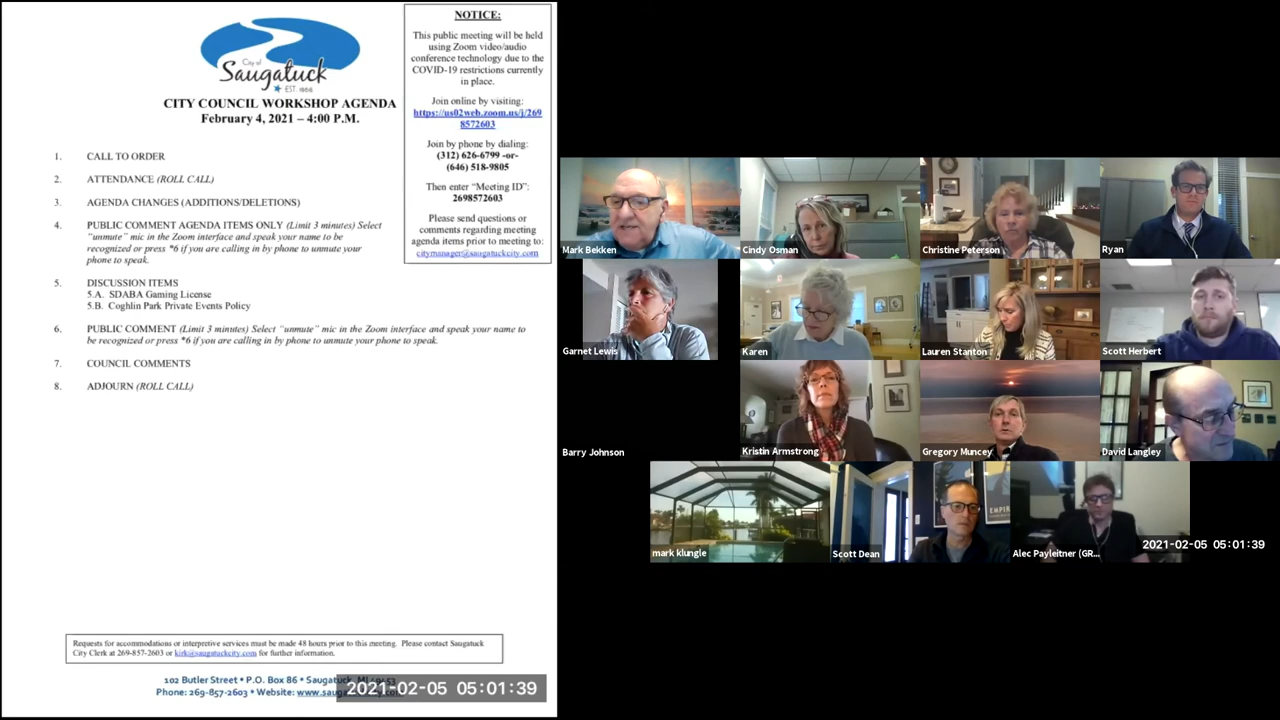 City of
Saugatuck
EST. 1868
CITY COUNCIL WORKSHOP AGENDA
February 4, 2021 – 4:00 P.M.
NOTICE:
This public meeting will be held
using Zoom video/audio
conference technology due to the
COVID-19 restrictions currently
in place.
Join online by visiting:
https://us02web.zoom.us/j/269
8572603
Join by phone by dialing:
(312) 626-6799 -or-
(646) 518-9805
Then enter “Meeting ID”:
2698572603
Please send questions or
comments regarding meeting
agenda items prior to meeting to:
citymanager@saugatuckcity.com
1. CALL TO ORDER
2. ATTENDANCE (ROLL CALL)
3. AGENDA CHANGES (ADDITIONS/DELETIONS)
4. PUBLIC COMMENT AGENDA ITEMS ONLY (Limit 3 minutes) Select
“unmute” mic in the Zoom interface and speak your name to be
recognized or press *6 if you are calling in by phone to unmute your
phone to speak.
5. DISCUSSION ITEMS
5.A. SDABA Gaming License
5.B. Coghlin Park Private Events Policy
6. PUBLIC COMMENT (Limit 3 minutes) Select “unmute” mic in the Zoom interface and speak your name to
be recognized or press *6 if you are calling in by phone to unmute your phone to speak.
7. COUNCIL COMMENTS
8. ADJOURN (ROLL CALL)
Requests for accommodations or interpretive services must be made 48 hours prior to this meeting. Please contact Saugatuck
City Clerk at 269-857-2603 or kirk@saugatuckcity.com for further information.
102 Butler Street • P.O. Box 86 • Saugatuck, MI
Phone: 269-857-2603 • Website:
2021-02-05 05:01:39
Mark Bekken
Cindy Osman
Christine Peterson
Ryan
Garnet Lewis
Karen
Lauren Stanton
Scott Herbert
Barry Johnson
Kristin Armstrong
Gregory Muncey
David Langley
EMPIR
mark klungle
Scott Dean
Alec Payleitner (GR...
2021-02-05 05:01:39